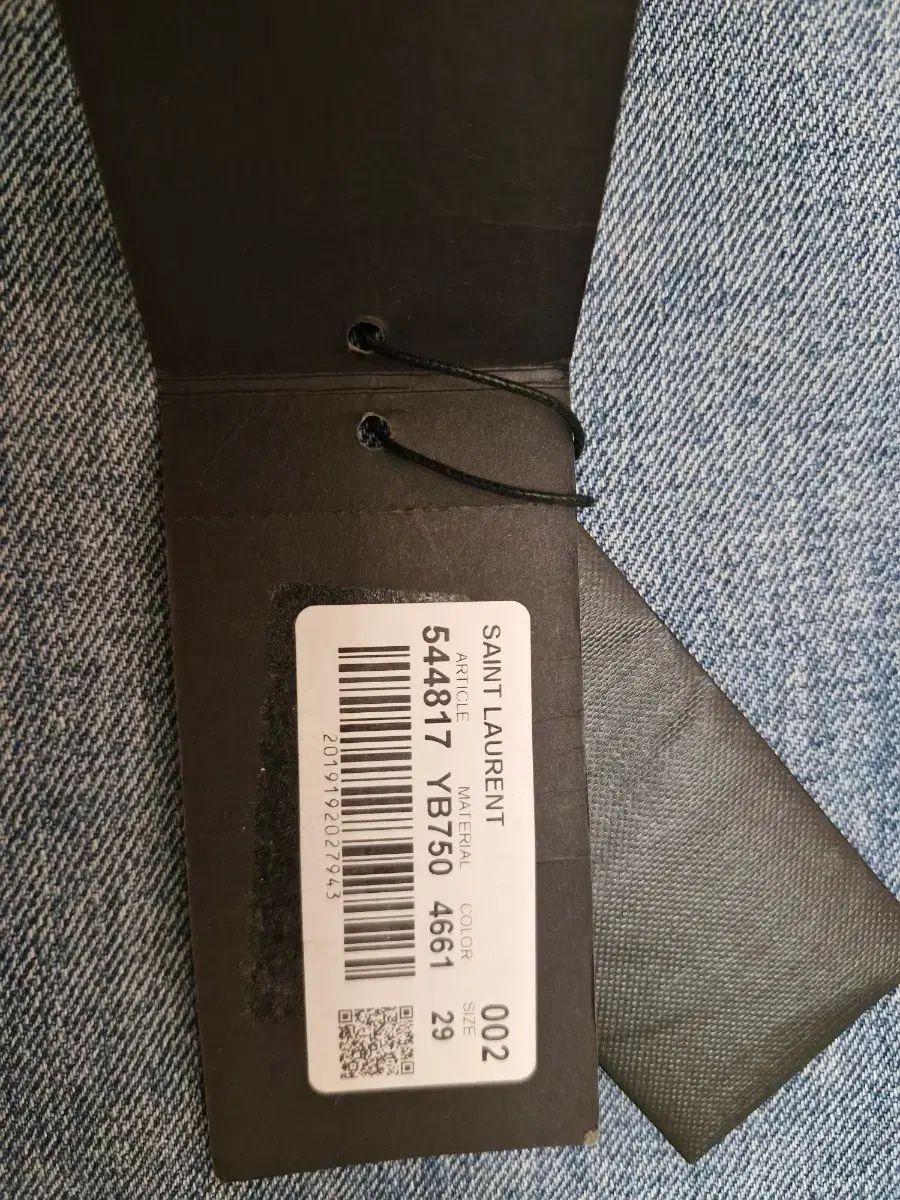 SAINT LAURENT 002
ARTICLE MATERIAL COLOR SIZE
544817 YB750 4661 29
2019192027943